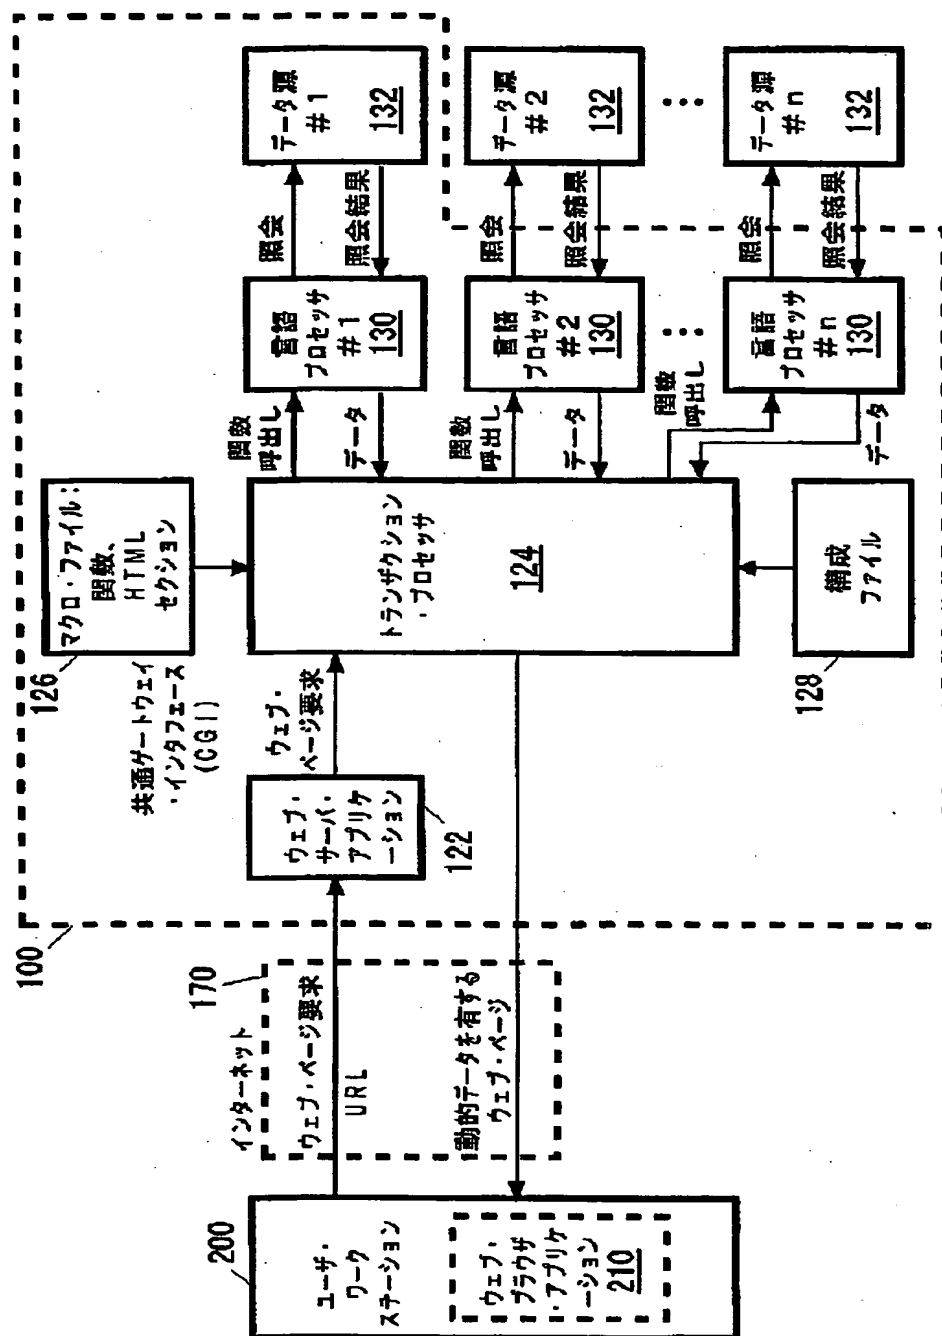 200
ユーザ・
ワーク
ステーション
ウェブ・
ブラウザ
・アプリケ
ーション
210
インターネット
170
ウェブ・ページ要求
URL
動的データを有する
ウェブ・ページ
100
ウェブ・
サーバ・
アプリケ
ーション
122
共通ゲートウェイ
・インタフェース
(CGI)
ウェブ・
ページ要求
126
マクロ・ファイル:
関数、
HTML
セクション
トランザクション
・プロセッサ
124
128
構成
ファイル
関数
呼出し
データ
言語
プロセッサ
#1
130
照会
照会結果
データ源
#1
132
関数
呼出し
データ
言語
プロセッサ
#2
130
照会
照会結果
データ源
#2
132
関数
呼出し
データ
言語
プロセッサ
#n
130
照会
照会結果
データ源
#n
132